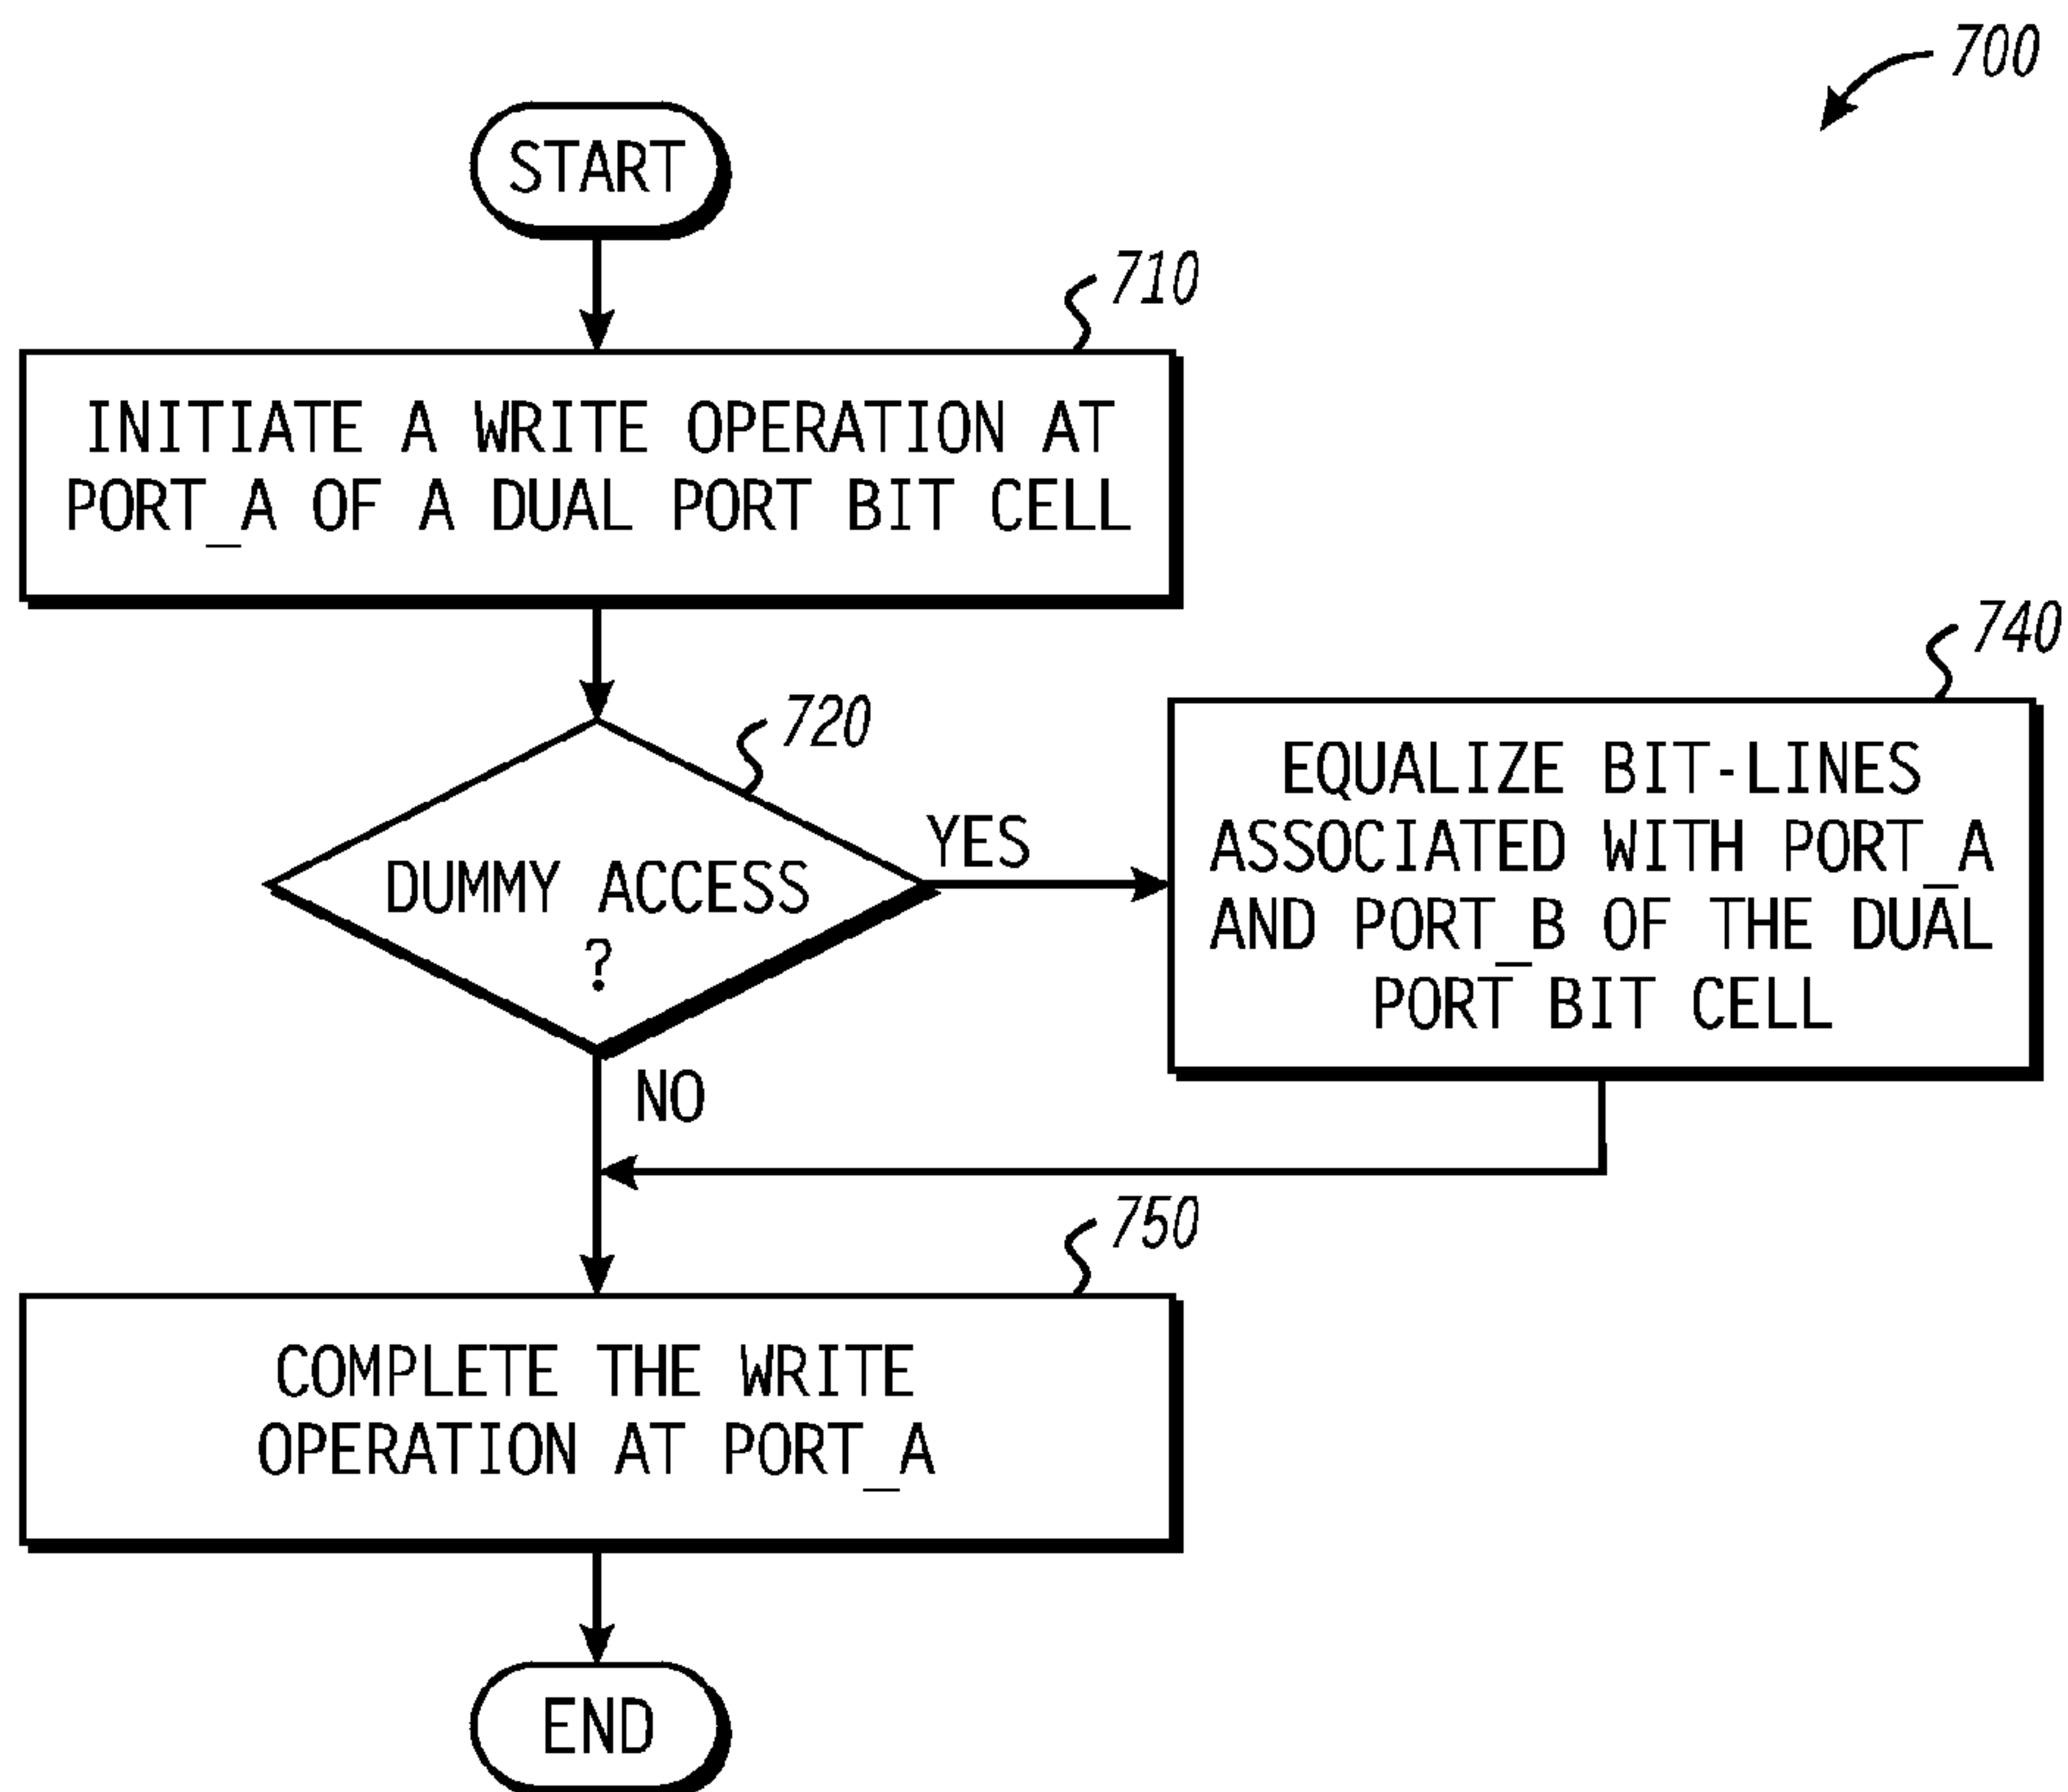 700
START
710
INITIATE A WRITE OPERATION AT
PORT_A OF A DUAL PORT BIT CELL
720
DUMMY ACCESS
?
YES
740
EQUALIZE BIT-LINES
ASSOCIATED WITH PORT_A
AND PORT_B OF THE DUAL
PORT BIT CELL
NO
750
COMPLETE THE WRITE
OPERATION AT PORT_A
END